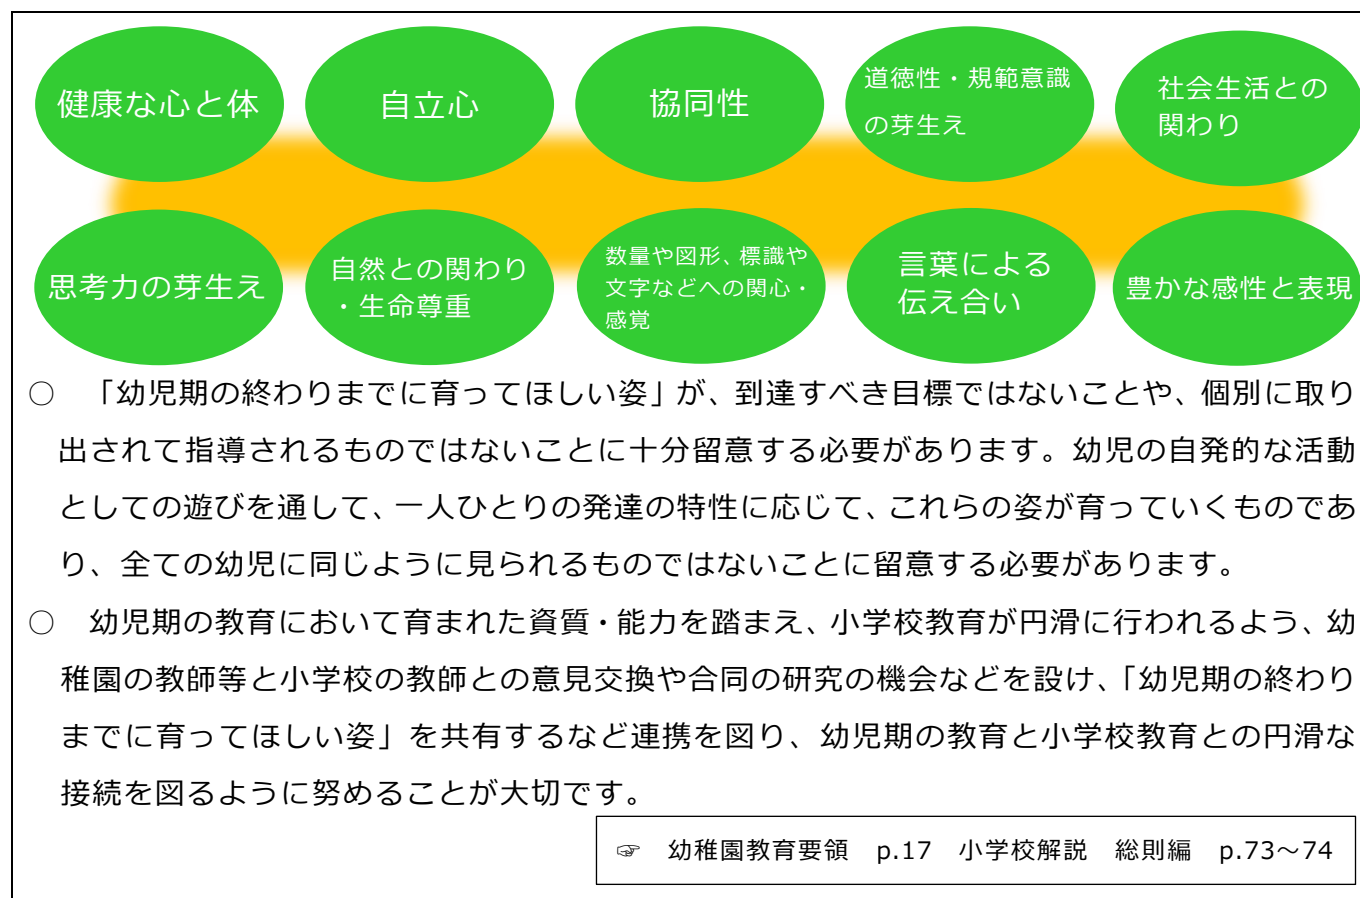 健康な心と体
自立心
協同性
道徳性・規範意識
の芽生え
社会生活との
関わり
思考力の芽生え
自然との関わり
・生命尊重
数量や図形、標識や
文字などへの関心・
感覚
言葉による
伝え合い
豊かな感性と表現
○　「幼児期の終わりまでに育ってほしい姿」が、到達すべき目標ではないことや、個別に取り
出されて指導されるものではないことに十分留意する必要があります。幼児の自発的な活動
としての遊びを通して、一人ひとりの発達の特性に応じて、これらの姿が育っていくものであ
り、全ての幼児に同じように見られるものではないことに留意する必要があります。
○　幼児期の教育において育まれた資質・能力を踏まえ、小学校教育が円滑に行われるよう、幼
稚園の教師等と小学校の教師との意見交換や合同の研究の機会などを設け、「幼児期の終わり
までに育ってほしい姿」を共有するなど連携を図り、幼児期の教育と小学校教育との円滑な
接続を図るように努めることが大切です。
☞　幼稚園教育要領　p.17　小学校解説　総則編　p.73～74